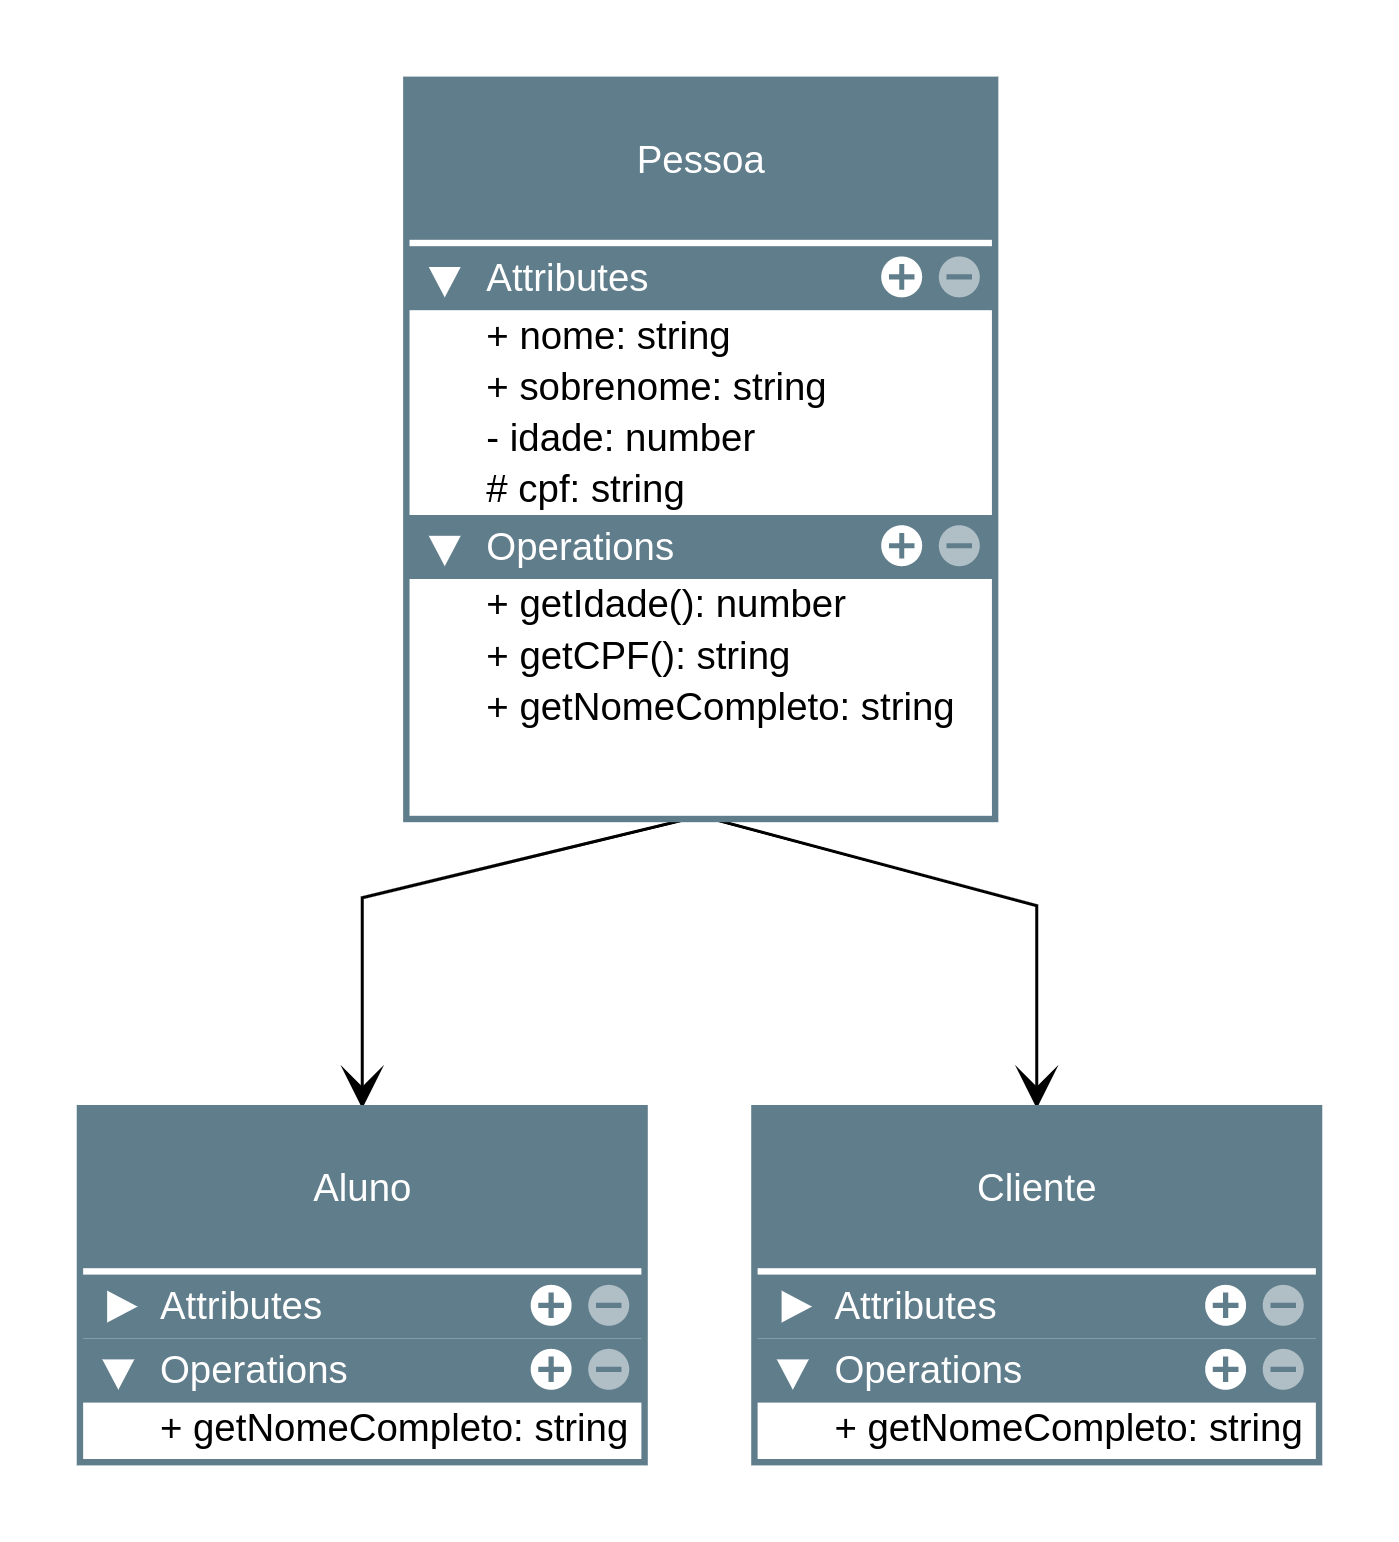 Pessoa
Attributes
+ nome: string
+ sobrenome: string
- idade: number
# cpf: string
Operations
+ getIdade(): number
+ getCPF(): string
+ getNomeCompleto: string
Aluno
Attributes
Operations
+ getNomeCompleto: string
Cliente
Attributes
Operations
+ getNomeCompleto: string